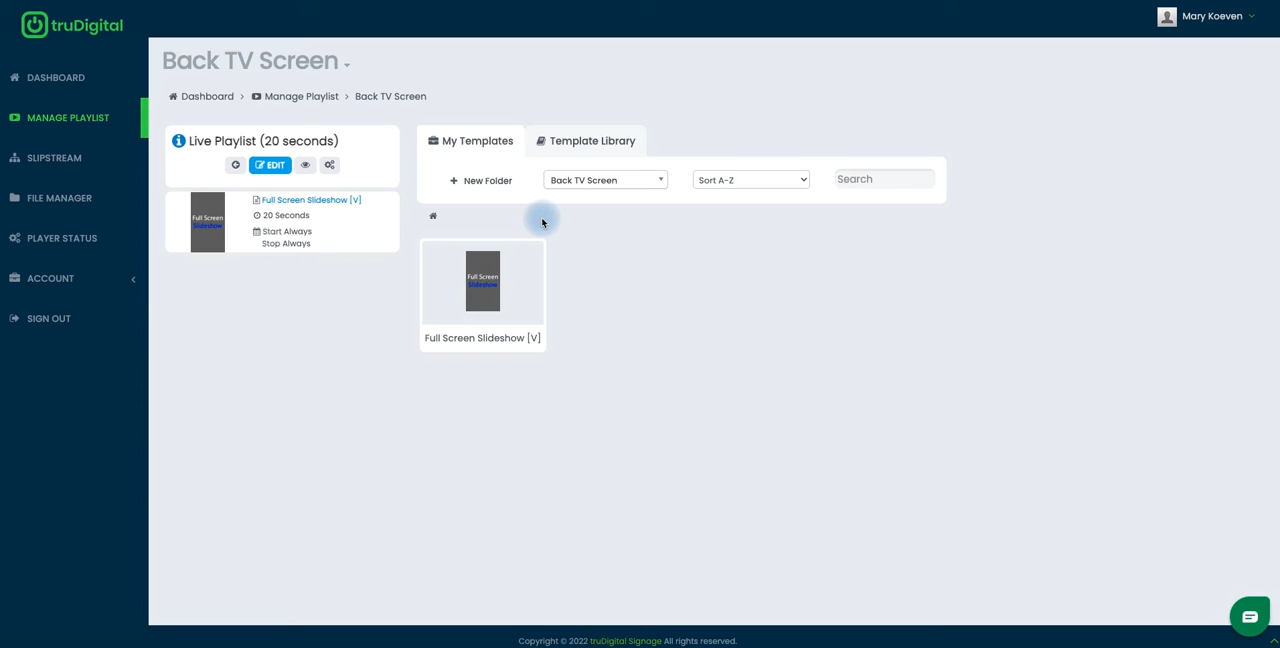 truDigital
Mary Koeven
DASHBOARD
MANAGE PLAYLIST
SLIPSTREAM
FILE MANAGER
PLAYER STATUS
ACCOUNT
SIGN OUT
Back TV Screen
Dashboard > Manage Playlist > Back TV Screen
Live Playlist (20 seconds)
EDIT
Full Screen
Slideshow
Full Screen Slideshow [V]
20 Seconds
Start Always
Stop Always
My Templates
Template Library
+ New Folder
Back TV Screen
Sort A-Z
Search
Full Screen
Slideshow
Full Screen Slideshow [V]
Copyright © 2022 truDigital Signage All rights reserved.